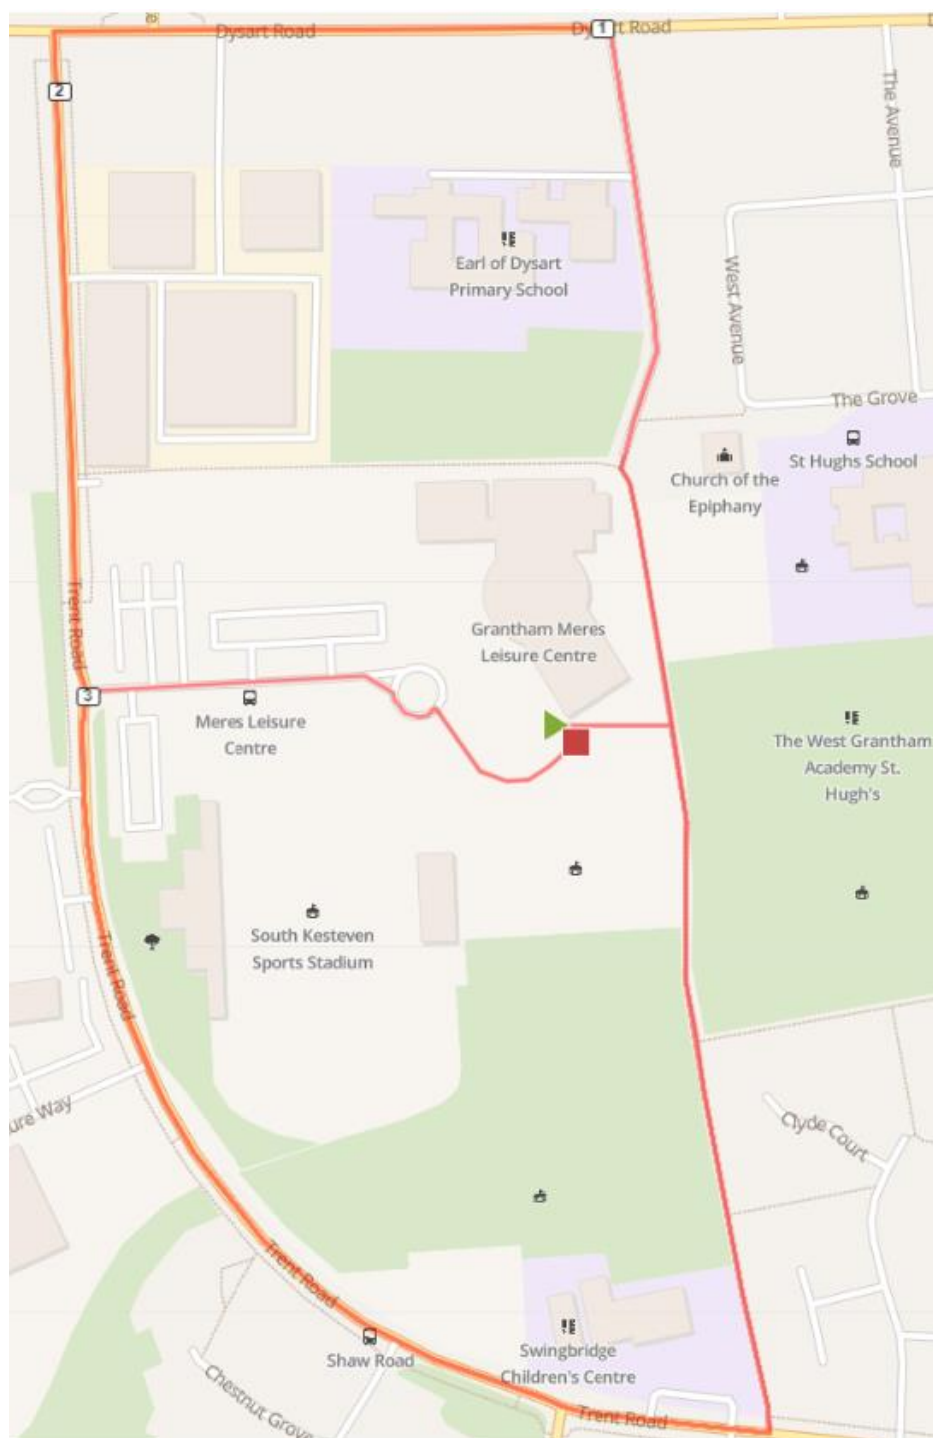 Dysart Road
1
Dysart Road
2
The Avenue
Earl of Dysart
Primary School
West Avenue
The Grove
St Hughs School
Church of the
Epiphany
Trent Road
Grantham Meres
Leisure Centre
3
Meres Leisure
Centre
The West Grantham
Academy St.
Hugh's
South Kesteven
Sports Stadium
Trent Road
ure Way
Clyde Court
Trent Road
Shaw Road
Swingbridge
Children's Centre
Chestnut Grove
Trent Road